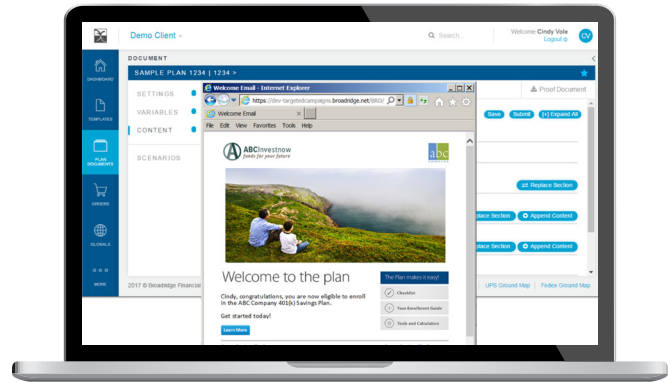 Demo Client
Search...
Welcome Cindy Vole
Logout
CV
DOCUMENT
SAMPLE PLAN 1234 | 1234 >
DASHBOARD
TEMPLATES
PLAN DOCUMENTS
ORDERS
GLOBALS
MORE
SETTINGS
VARIABLES
CONTENT
SCENARIOS
Proof Document
Save
Submit
[+] Expand All
Replace Section
place Section
Append Content
place Section
Append Content
2017 © Broadridge Financial
UPS Ground Map
Fedex Ground Map
Welcome Email - Internet Explorer
https://dev-targetedcampaigns.broadridge.net/BRD/
Welcome Email
File Edit View Favorites Tools Help
ABCInvestnow
funds for your future
abc
Welcome to the plan
Cindy, congratulations, you are now eligible to enroll
in the ABC Company 401(k) Savings Plan.
Get started today!
Learn More
The Plan makes it easy!
Checklist
Your Enrollment Guide
Tools and Calculators